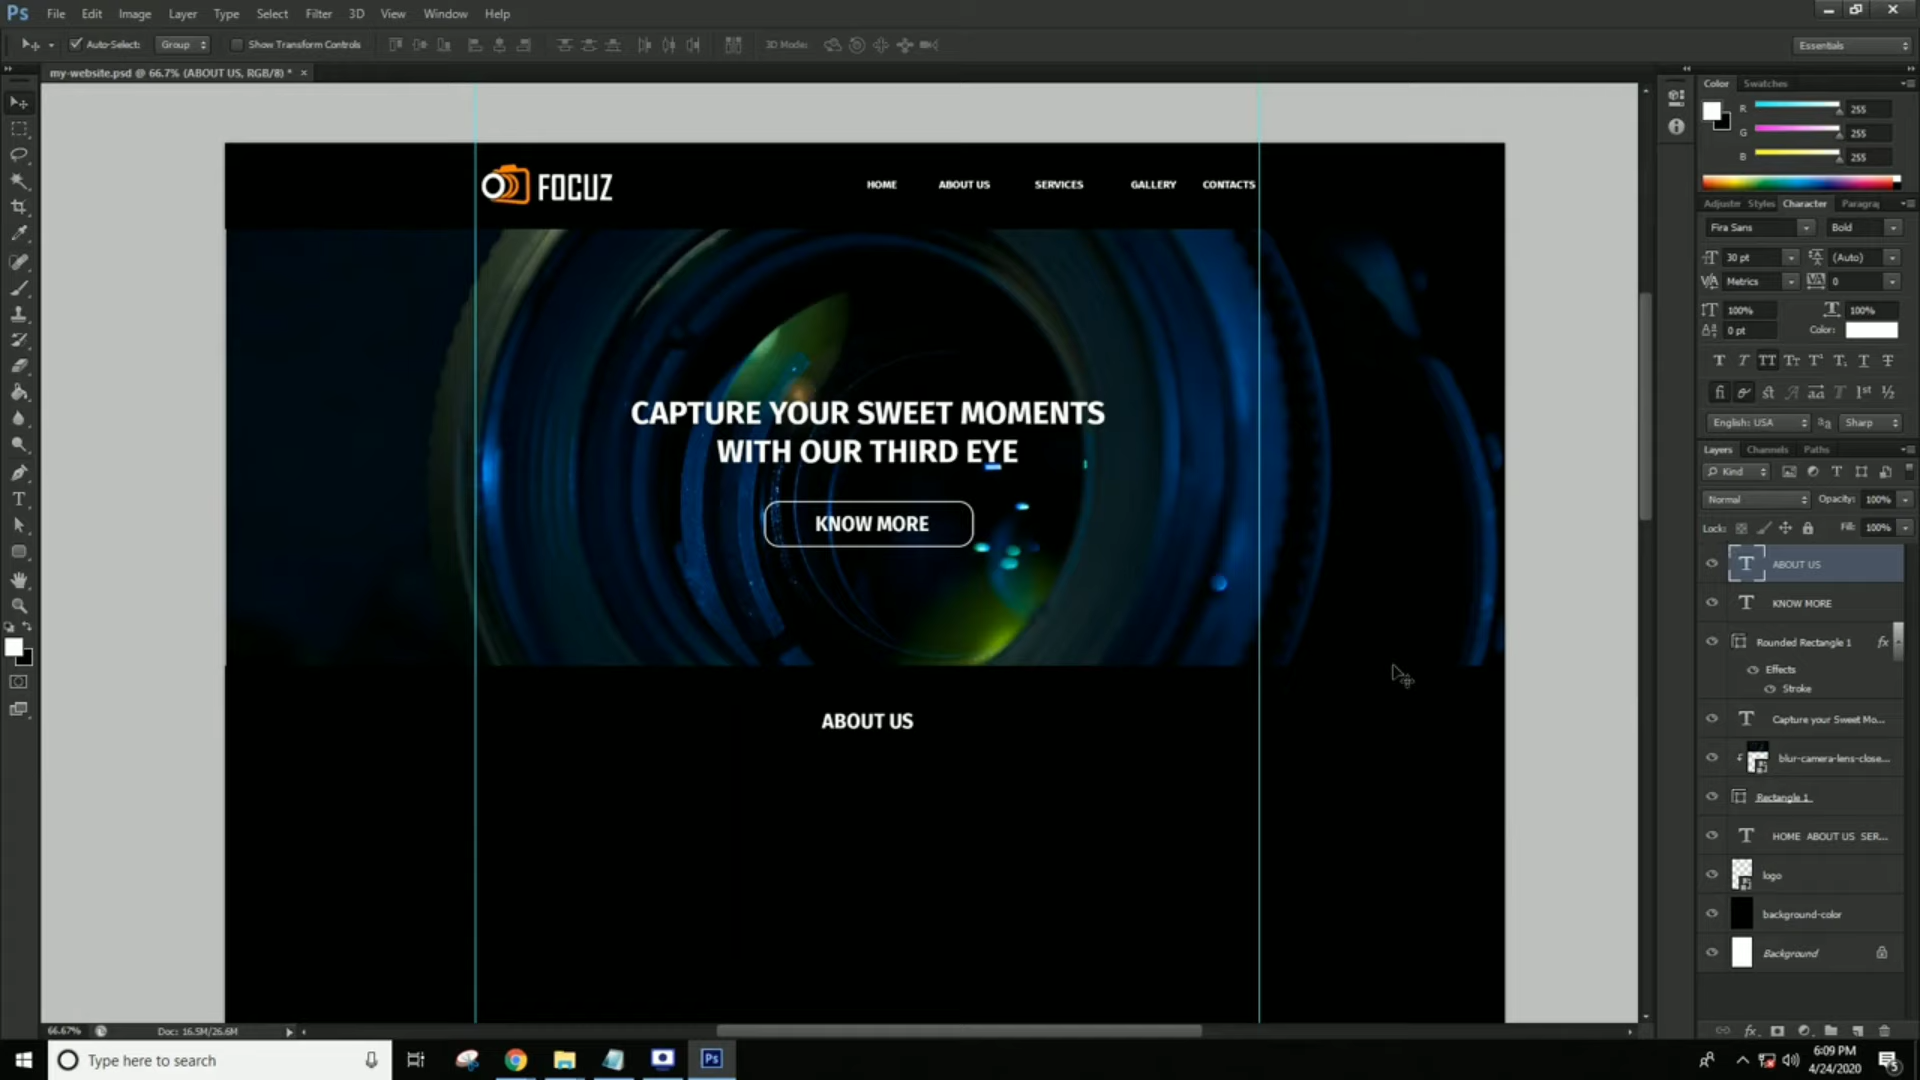 Ps File Edit Image Layer Type Select Filter 3D View Window Help
Auto-Select: Group Show Transform Controls 3D Mode: Essentials
my-website.psd @ 66.7% (ABOUT US, RGB/8) * ×
FOCUZ
HOME ABOUT US SERVICES GALLERY CONTACTS
CAPTURE YOUR SWEET MOMENTS
WITH OUR THIRD EYE
KNOW MORE
ABOUT US
Color Swatches
R 255
G 255
B 255
Adjustm Styles Character Paragraph
Fira Sans Bold
30 pt (Auto)
Metrics 0
100% 100%
0 pt Color:
English: USA Sharp
Layers Channels Paths
Kind
Normal Opacity: 100%
Lock: Fill: 100%
ABOUT US
KNOW MORE
Rounded Rectangle 1 fx
Effects
Stroke
Capture your Sweet Mo...
blur-camera-lens-close...
Rectangle 1
HOME ABOUT US SER...
logo
background-color
Background
66.67% Doc: 16.5M/26.6M
Type here to search
6:09 PM
4/24/2020
5